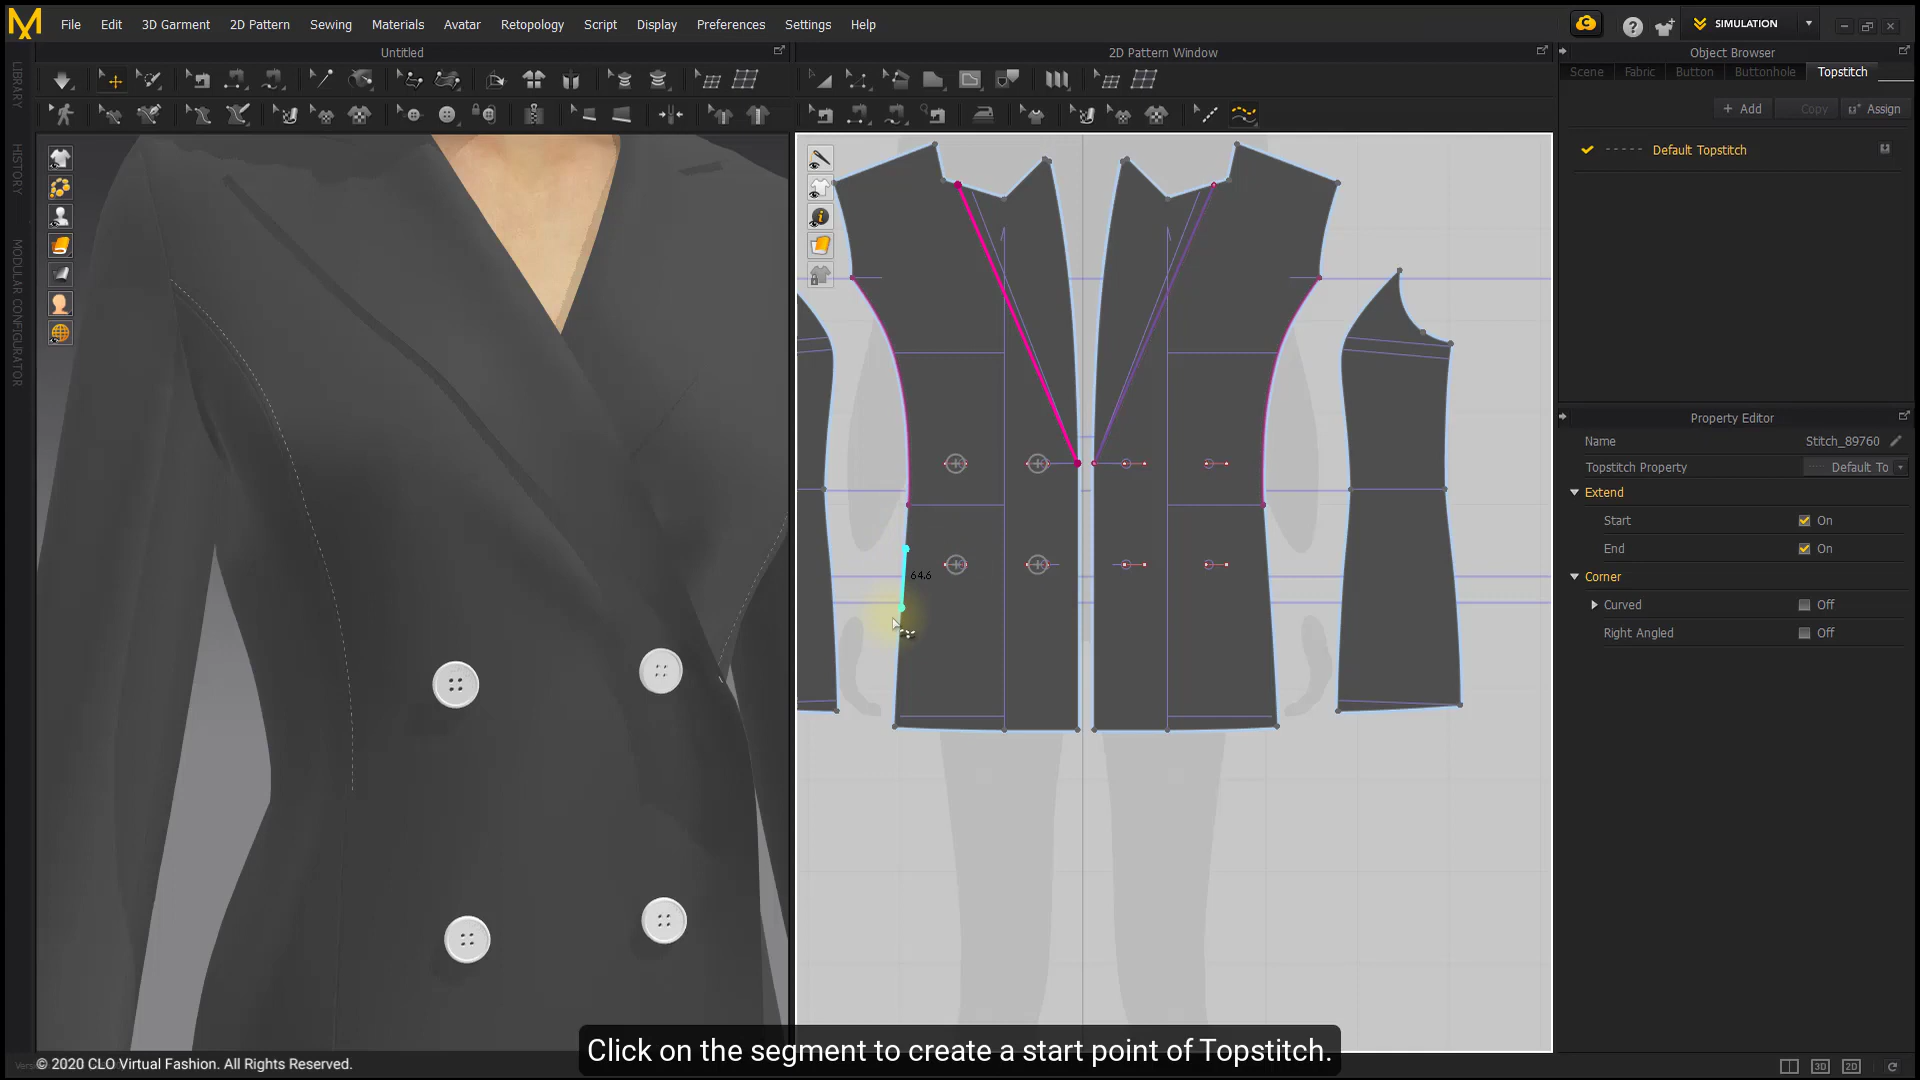 File Edit 3D Garment 2D Pattern Sewing Materials Avatar Retopology Script Display Preferences Settings Help
SIMULATION
Untitled
2D Pattern Window
Object Browser
Scene Fabric Button Buttonhole Topstitch
+ Add Copy Assign
Default Topstitch
LIBRARY
HISTORY
MODULAR CONFIGURATOR
64.6
Property Editor
Name Stitch_89760
Topstitch Property Default To
Extend
Start On
End On
Corner
Curved Off
Right Angled Off
Click on the segment to create a start point of Topstitch.
© 2020 CLO Virtual Fashion. All Rights Reserved.
3D 2D